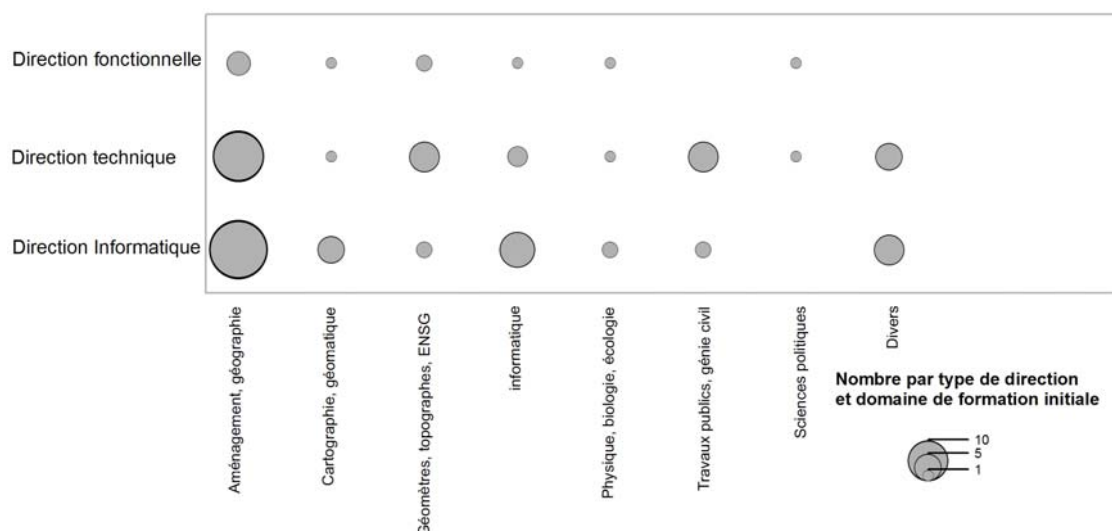 Direction fonctionnelle
Direction technique
Direction Informatique
Aménagement, géographie
Cartographie, géomatique
Géomètres, topographes, ENSG
informatique
Physique, biologie, écologie
Travaux publics, génie civil
Sciences politiques
Divers
Nombre par type de direction
et domaine de formation initiale
10
5
1